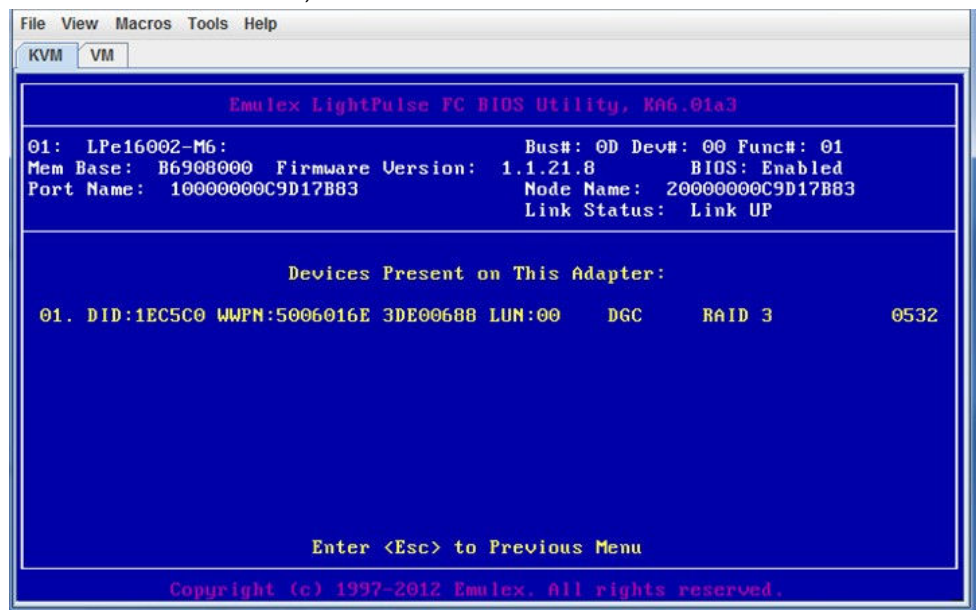 File View Macros Tools Help
KVM VM
Emulex LightPulse FC BIOS Utility, KA6.01a3
01: LPe16002-M6: Bus#: 0D Dev#: 00 Func#: 01
Mem Base: B6908000 Firmware Version: 1.1.21.8 BIOS: Enabled
Port Name: 10000000C9D17B83 Node Name: 20000000C9D17B83
Link Status: Link UP
Devices Present on This Adapter:
01. DID:1EC5C0 WWPN:5006016E 3DE00688 LUN:00 DGC RAID 3 0532
Enter <Esc> to Previous Menu
Copyright (c) 1997-2012 Emulex. All rights reserved.